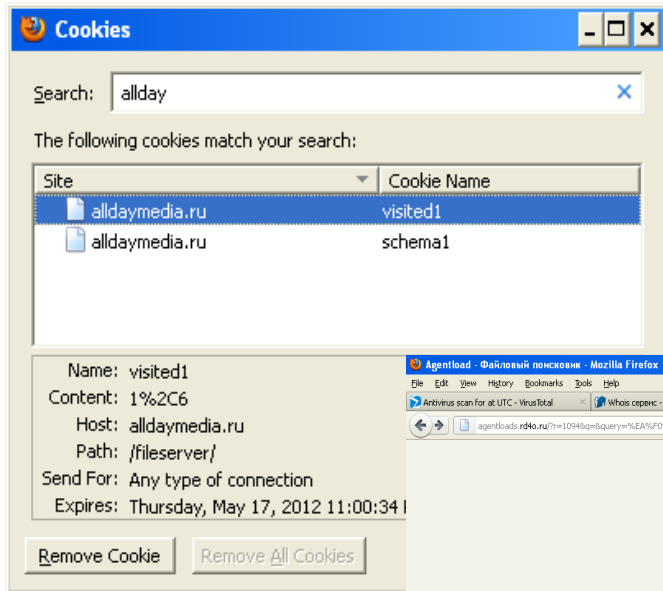 Cookies
Search: allday
The following cookies match your search:
Site Cookie Name
alldaymedia.ru visited1
alldaymedia.ru schema1
Name: visited1
Content: 1%2C6
Host: alldaymedia.ru
Path: /fileserver/
Send For: Any type of connection
Expires: Thursday, May 17, 2012 11:00:34
Remove Cookie Remove All Cookies
Agentload - Файловый поисковик - Mozilla Firefox
File Edit View History Bookmarks Tools Help
Antivirus scan for at UTC - VirusTotal Whois сервис -
agentloads.rd4o.ru/?r=1094&q=&query=%EA%F0